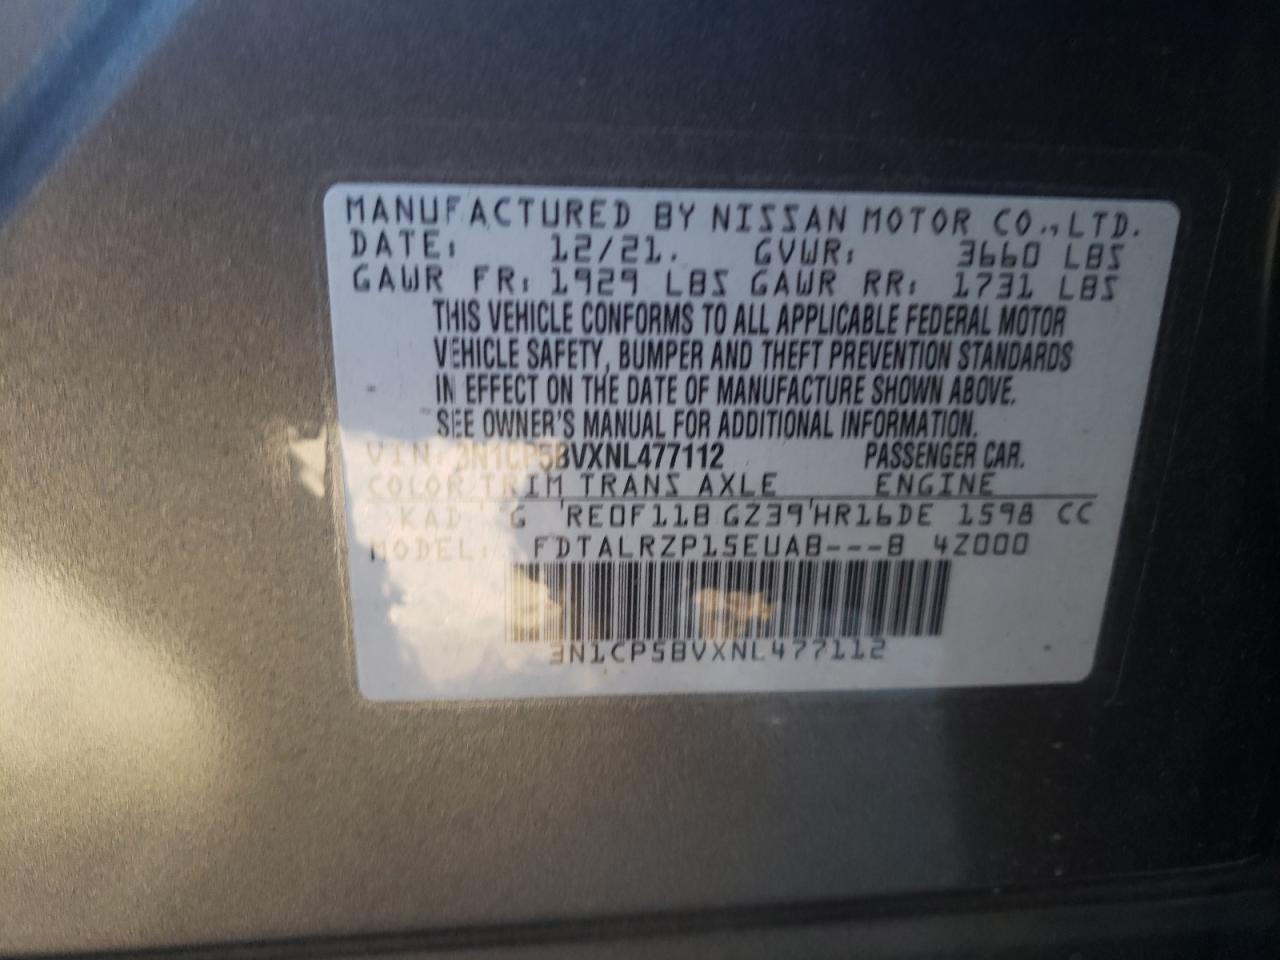 MANUFACTURED BY NISSAN MOTOR CO., LTD.
DATE: 12/21. GVWR: 3660 LBS
GAWR FR: 1929 LBS GAWR RR: 1731 LBS
THIS VEHICLE CONFORMS TO ALL APPLICABLE FEDERAL MOTOR
VEHICLE SAFETY, BUMPER AND THEFT PREVENTION STANDARDS
IN EFFECT ON THE DATE OF MANUFACTURE SHOWN ABOVE.
SEE OWNER'S MANUAL FOR ADDITIONAL INFORMATION.
VIN: 3N1CP5BVXNL477112 PASSENGER CAR.
COLOR TRIM TRANS AXLE ENGINE
KAD G RE0F11B GZ39 HR16DE 1598 CC
MODEL: FDTALRZP15EUAB---B 4Z000
3N1CP5BVXNL477112